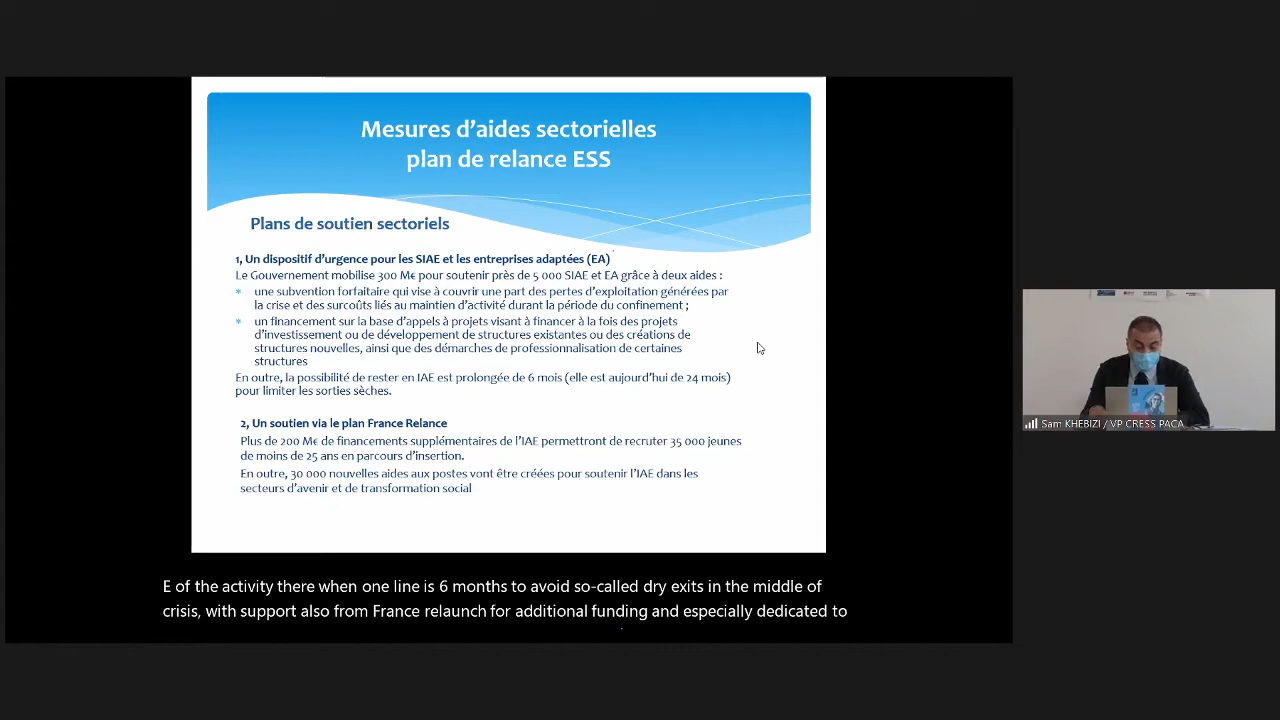 Mesures d'aides sectorielles
plan de relance ESS
Plans de soutien sectoriels
1, Un dispositif d'urgence pour les SIAE et les entreprises adaptées (EA)
Le Gouvernement mobilise 300 M€ pour soutenir près de 5 000 SIAE et EA grâce à deux aides :
* une subvention forfaitaire qui vise à couvrir une part des pertes d'exploitation générées par
la crise et des surcoûts liés au maintien d'activité durant la période du confinement ;
* un financement sur la base d'appels à projets visant à financer à la fois des projets
d'investissement ou de développement de structures existantes ou des créations de
structures nouvelles, ainsi que des démarches de professionnalisation de certaines
structures
En outre, la possibilité de rester en IAE est prolongée de 6 mois (elle est aujourd'hui de 24 mois)
pour limiter les sorties sèches.
2, Un soutien via le plan France Relance
Plus de 200 M€ de financements supplémentaires de l'IAE permettront de recruter 35 000 jeunes
de moins de 25 ans en parcours d'insertion.
En outre, 30 000 nouvelles aides aux postes vont être créées pour soutenir l'IAE dans les
secteurs d'avenir et de transformation social
Sam KHEBIZI / VP CRESS PACA
E of the activity there when one line is 6 months to avoid so-called dry exits in the middle of
crisis, with support also from France relaunch for additional funding and especially dedicated to